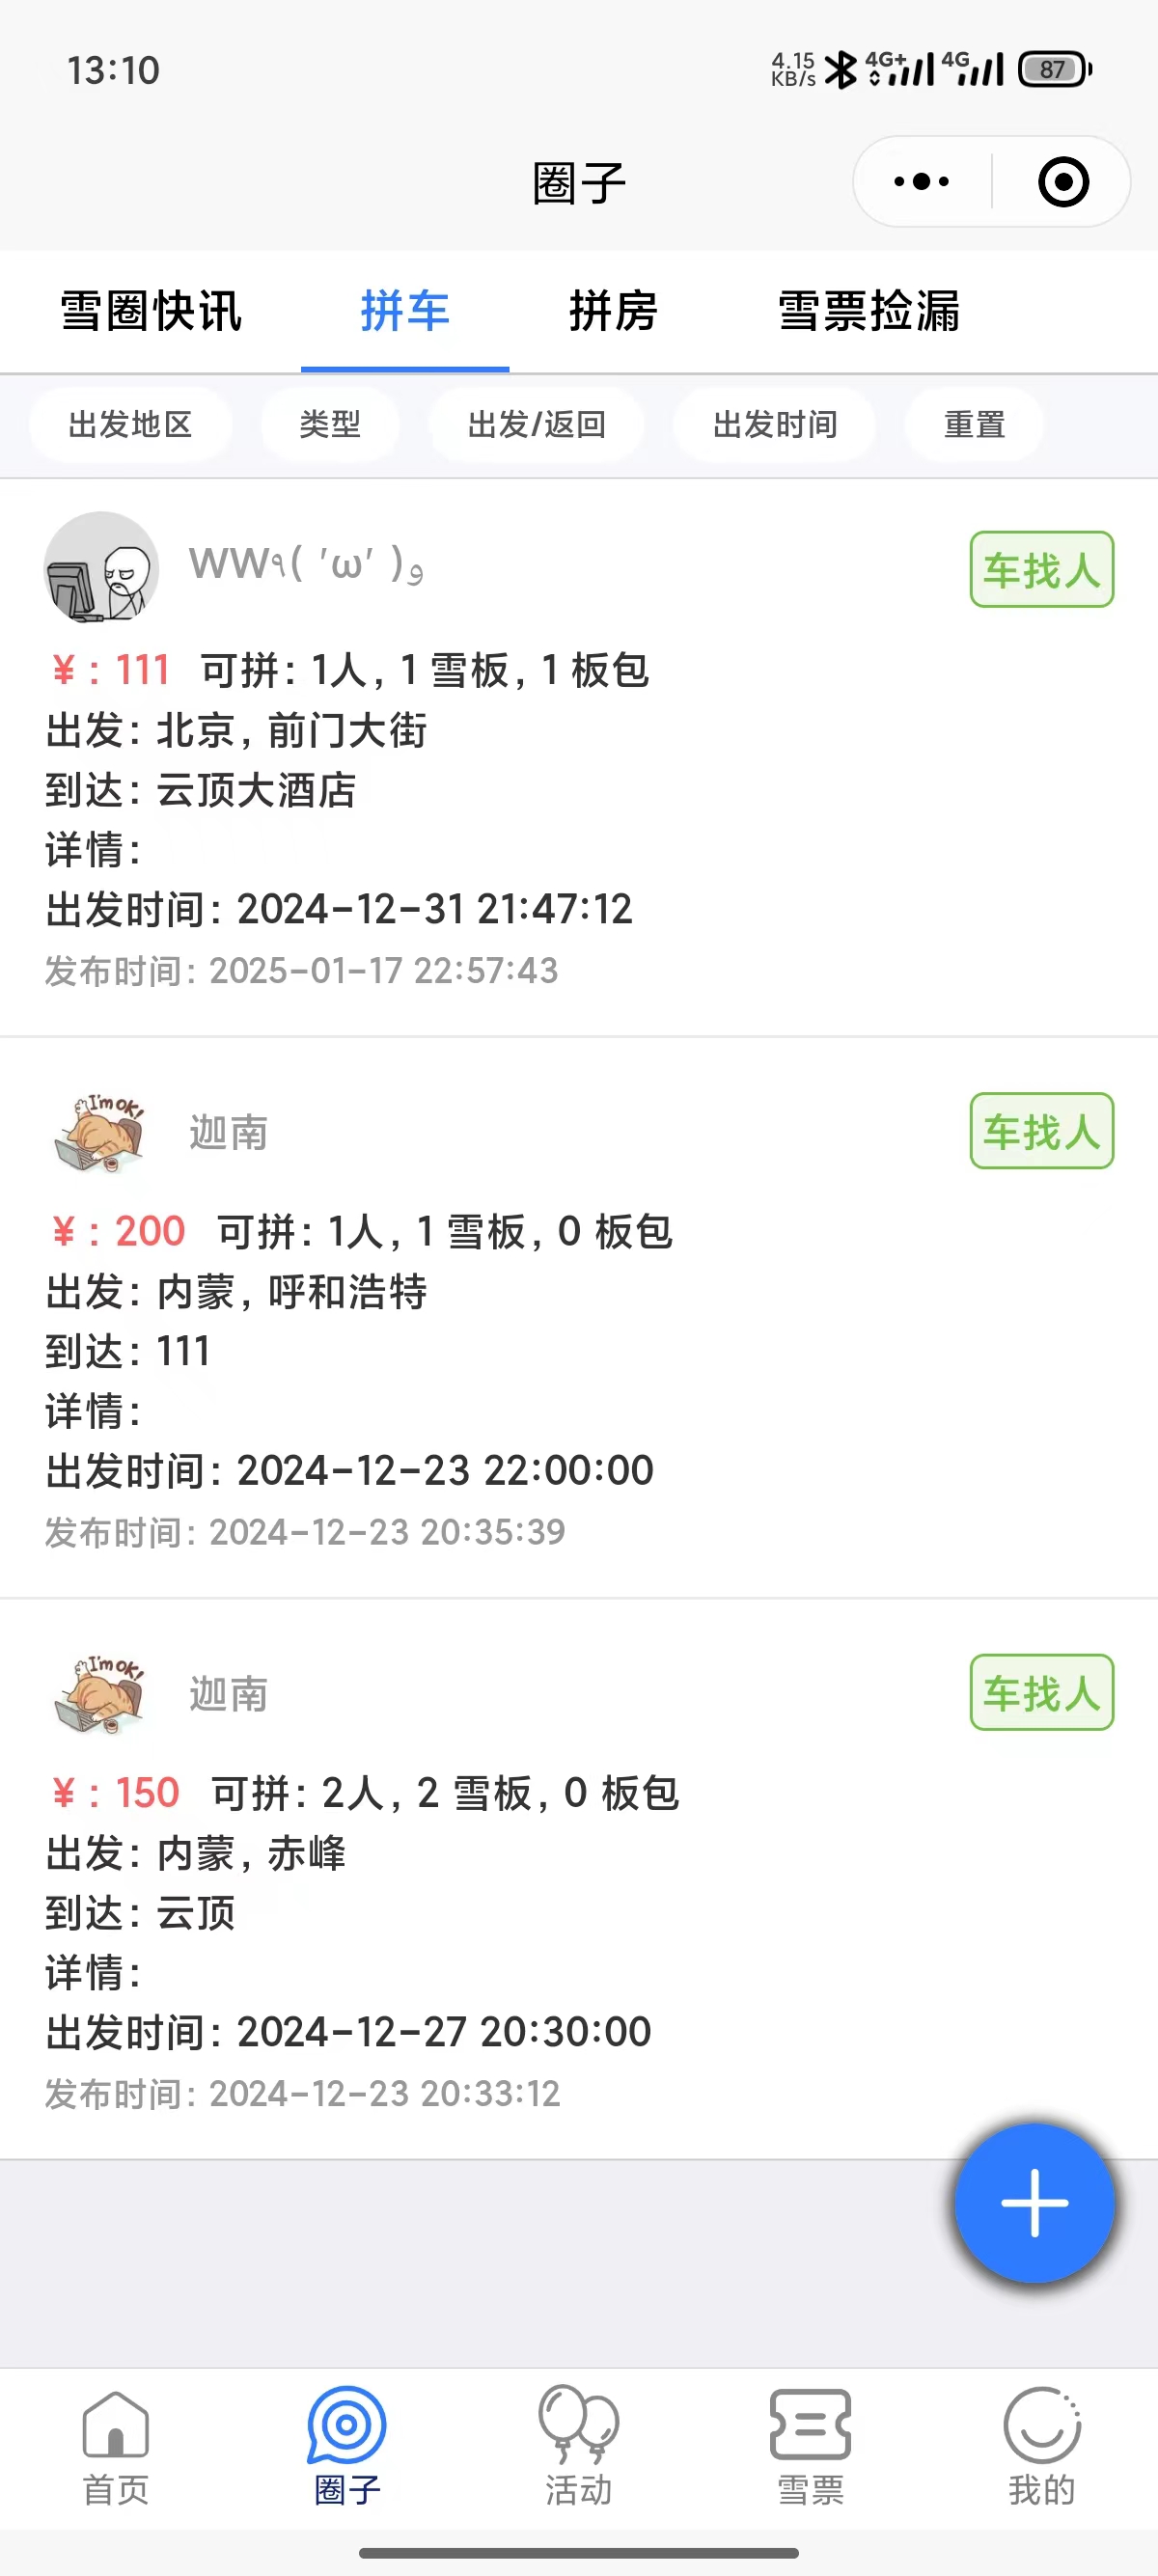 13:10
4.15 KB/s 4G+ 4G 87
圈子
雪圈快讯 拼车 拼房 雪票捡漏
出发地区 类型 出发/返回 出发时间 重置
WW٩( 'ω' )و
车找人
¥：111 可拼：1人，1 雪板，1 板包
出发：北京，前门大街
到达：云顶大酒店
详情：
出发时间：2024-12-31 21:47:12
发布时间：2025-01-17 22:57:43
I'm OK!
迦南
车找人
¥：200 可拼：1人，1 雪板，0 板包
出发：内蒙，呼和浩特
到达：111
详情：
出发时间：2024-12-23 22:00:00
发布时间：2024-12-23 20:35:39
I'm OK!
迦南
车找人
¥：150 可拼：2人，2 雪板，0 板包
出发：内蒙，赤峰
到达：云顶
详情：
出发时间：2024-12-27 20:30:00
发布时间：2024-12-23 20:33:12
首页 圈子 活动 雪票 我的